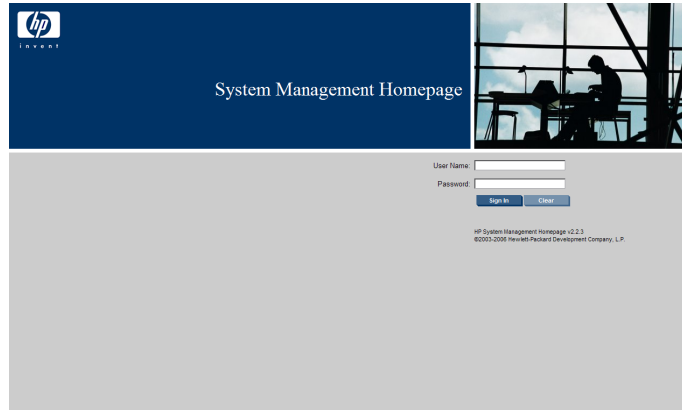 hp
invent
System Management Homepage
User Name:
Password:
Sign In Clear
HP System Management Homepage v2.2.3
©2003-2006 Hewlett-Packard Development Company, L.P.